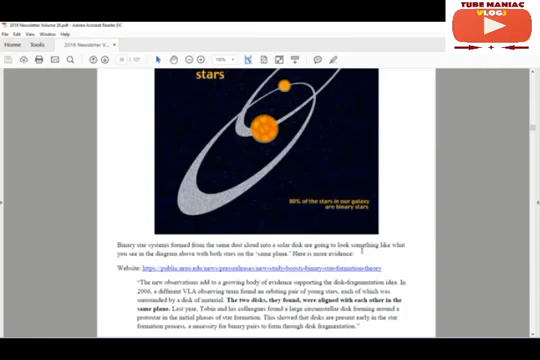 2016 Newsletter Volume 20.pdf - Adobe Acrobat Reader DC
File Edit View Window Help
Home Tools 2016 Newsletter V...
TUBE MANIAC
VLOGS
stars
80% of the stars in our galaxy
are binary stars
Binary star systems formed from the same dust cloud into a solar disk are going to look something like what
you see in the diagram above with both stars on the ‘same plane.’ Here is more evidence:
Website: https://public.nrao.edu/news/pressreleases/new-study-boosts-binary-star-formation-theory
“The new observations add to a growing body of evidence supporting the disk-fragmentation idea. In
2006, a different VLA observing team found an orbiting pair of young stars, each of which was
surrounded by a disk of material. The two disks, they found, were aligned with each other in the
same plane. Last year, Tobin and his colleagues found a large circumstellar disk forming around a
protostar in the initial phases of star formation. This showed that disks are present early in the star
formation process, a necessity for binary pairs to form through disk fragmentation.”